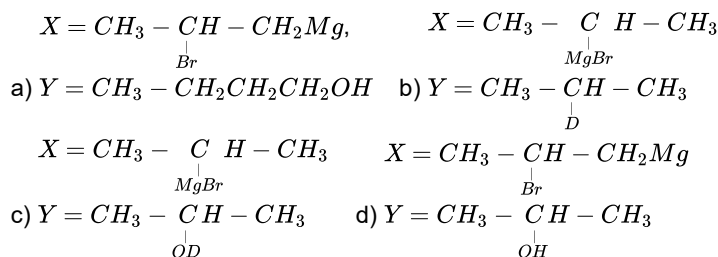 X = CH3 − CH − CH2Mg,
Br
a) Y = CH3 − CH2CH2CH2OH
X = CH3 − C H − CH3
MgBr
b) Y = CH3 − CH − CH3
D
X = CH3 − C H − CH3
MgBr
c) Y = CH3 − CH − CH3
OD
X = CH3 − CH − CH2Mg
Br
d) Y = CH3 − CH − CH3
OH